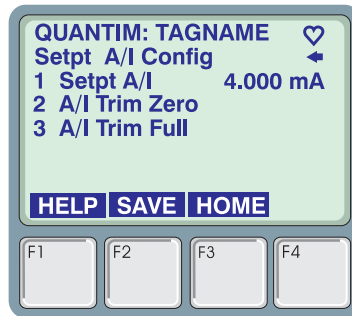 QUANTIM: TAGNAME
Setpt A/I Config
1 Setpt A/I 4.000 mA
2 A/I Trim Zero
3 A/I Trim Full
HELP SAVE HOME
F1 F2 F3 F4